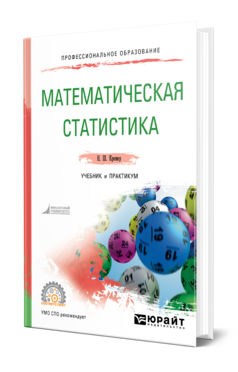 ПРОФЕССИОНАЛЬНОЕ ОБРАЗОВАНИЕ
МАТЕМАТИЧЕСКАЯ
СТАТИСТИКА
Н. Ш. Кремер
УЧЕБНИК и ПРАКТИКУМ
УМО СПО рекомендует
юрайт